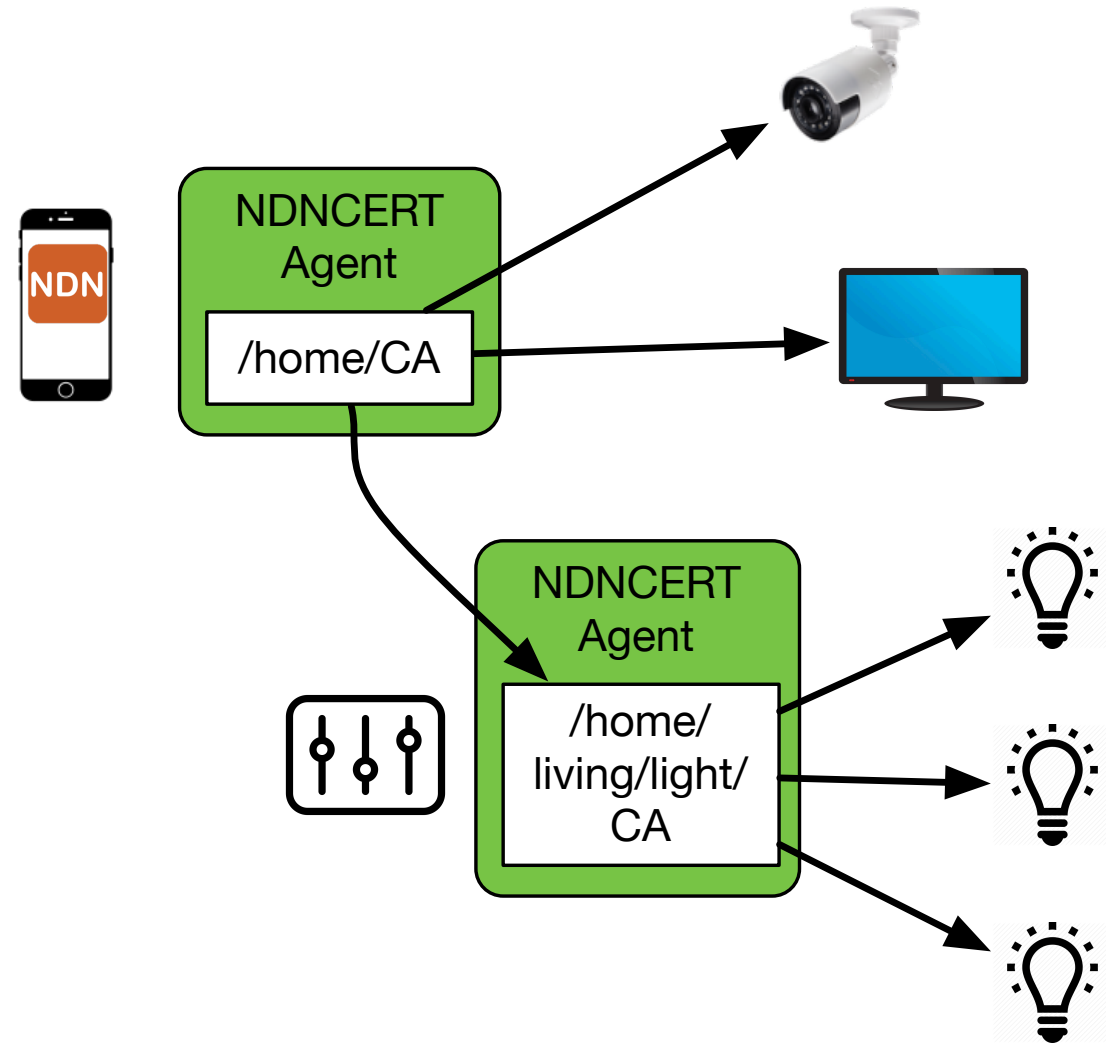 NDNCERT
Agent
NDN
/home/CA
NDNCERT
Agent
/home/
living/light/
CA